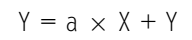 Y = a × X + Y